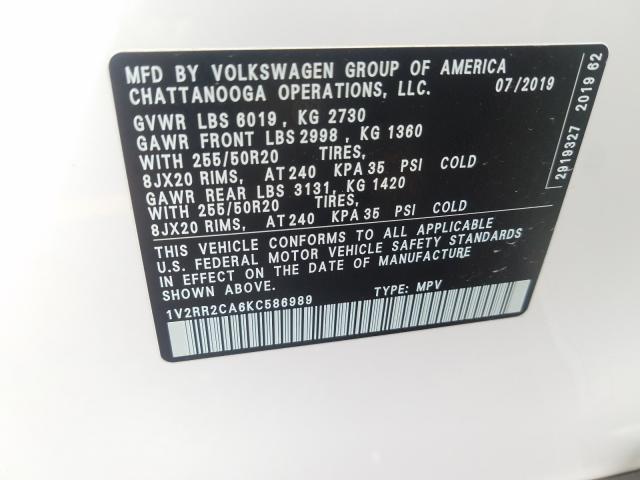 MFD BY VOLKSWAGEN GROUP OF AMERICA
CHATTANOOGA OPERATIONS, LLC. 07/2019
GVWR LBS 6019 , KG 2730
GAWR FRONT LBS 2998 , KG 1360
WITH 255/50R20 TIRES,
8JX20 RIMS, AT 240 KPA 35 PSI COLD
GAWR REAR LBS 3131, KG 1420
WITH 255/50R20 TIRES,
8JX20 RIMS, AT 240 KPA 35 PSI COLD
THIS VEHICLE CONFORMS TO ALL APPLICABLE
U.S. FEDERAL MOTOR VEHICLE SAFETY STANDARDS
IN EFFECT ON THE DATE OF MANUFACTURE
SHOWN ABOVE.
1V2RR2CA6KC586989 TYPE: MPV
2919327 2019 62